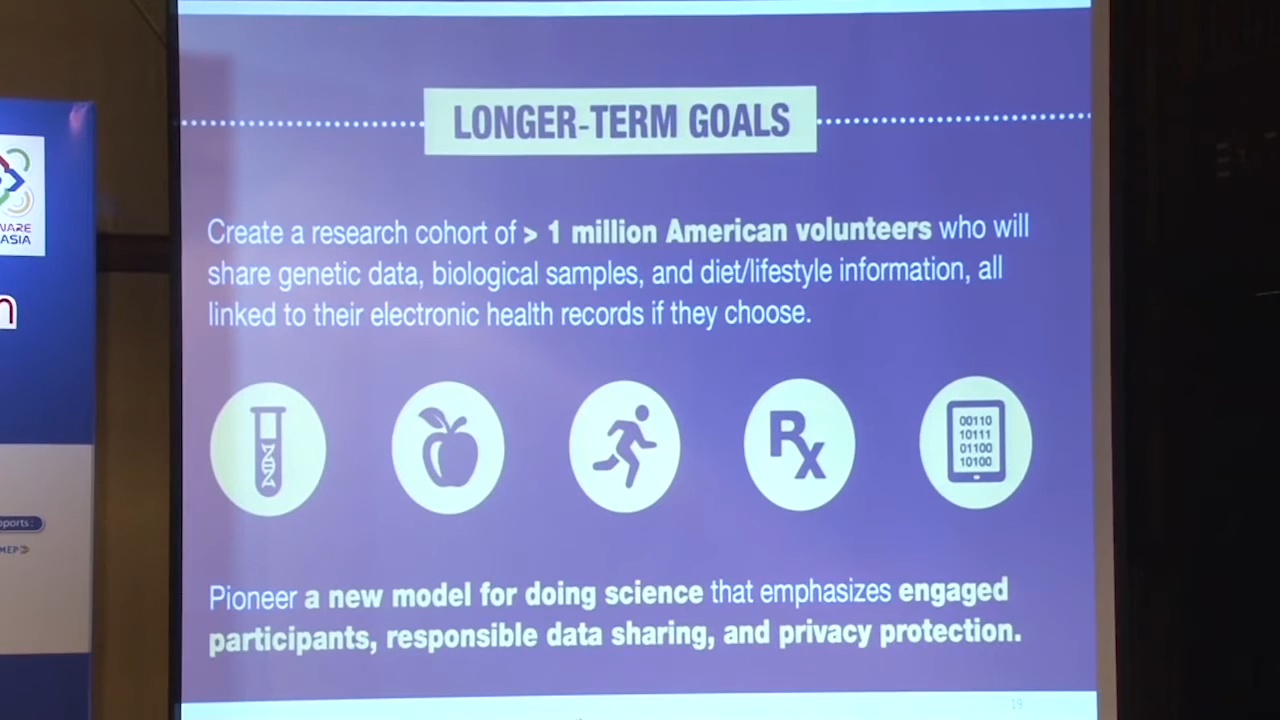 LONGER-TERM GOALS
Create a research cohort of > 1 million American volunteers who will
share genetic data, biological samples, and diet/lifestyle information, all
linked to their electronic health records if they choose.
Rx
00110
10111
01100
10100
Pioneer a new model for doing science that emphasizes engaged
participants, responsible data sharing, and privacy protection.
19
ASIA